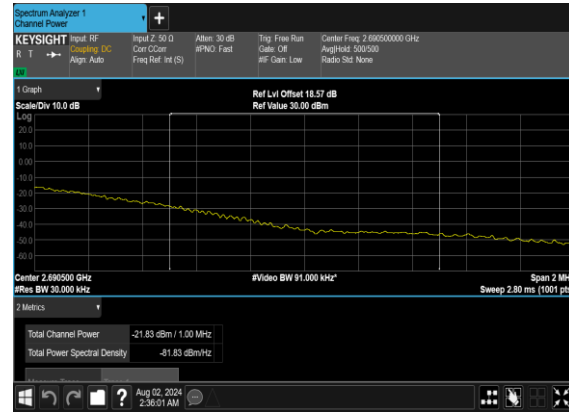 Spectrum Analyzer 1
Channel Power
KEYSIGHT Input: RF Input Z: 50 Ω Atten: 30 dB Trig: Free Run Center Freq: 2.690500000 GHz
R T Coupling: DC Corr CCorr #PNO: Fast Gate: Off Avg|Hold: 500/500
Align: Auto Freq Ref: Int (S) #IF Gain: Low Radio Std: None
LV
1 Graph
Ref Lvl Offset 18.57 dB
Scale/Div 10.0 dB Ref Value 30.00 dBm
Log
20.0
10.0
0.00
-10.0
-20.0
-30.0
-40.0
-50.0
-60.0
Center 2.690500 GHz #Video BW 91.000 kHz* Span 2 MH
#Res BW 30.000 kHz Sweep 2.80 ms (1001 pts
2 Metrics
Total Channel Power -21.83 dBm / 1.00 MHz
Total Power Spectral Density -81.83 dBm/Hz
? Aug 02, 2024
2:36:01 AM